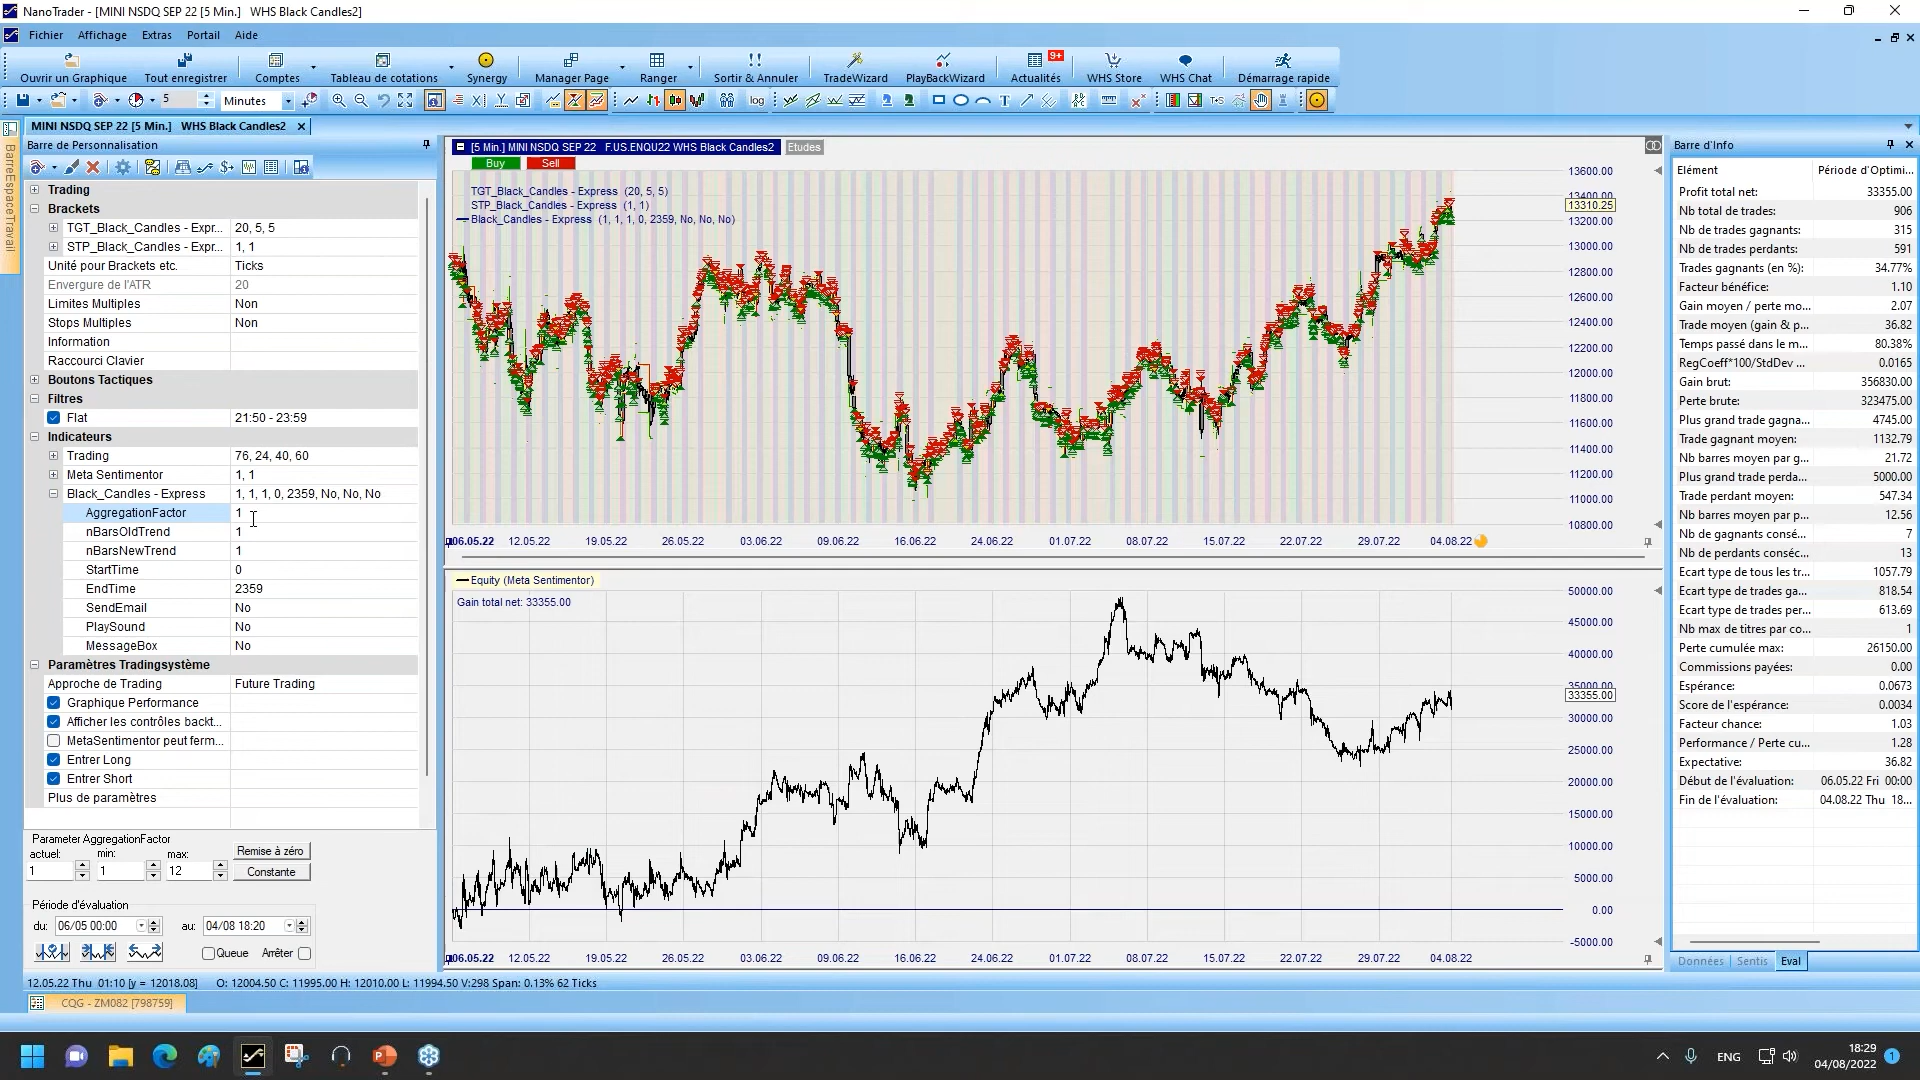 NanoTrader - [MINI NSDQ SEP 22 [5 Min.]   WHS Black Candles2]
Fichier Affichage Extras Portail Aide
Ouvrir un Graphique Tout enregistrer Comptes Tableau de cotations Synergy Manager Page Ranger Sortir & Annuler TradeWizard PlayBackWizard 9+ Actualités WHS Store WHS Chat Démarrage rapide
5 Minutes log T
MINI NSDQ SEP 22 [5 Min.]   WHS Black Candles2
BarreEspaceTravail
Barre de Personnalisation
Trading
Brackets
TGT_Black_Candles - Expr... 20, 5, 5
STP_Black_Candles - Expr... 1, 1
Unité pour Brackets etc. Ticks
Envergure de l'ATR 20
Limites Multiples Non
Stops Multiples Non
Information
Raccourci Clavier
Boutons Tactiques
Filtres
Flat 21:50 - 23:59
Indicateurs
Trading 76, 24, 40, 60
Meta Sentimentor 1, 1
Black_Candles - Express 1, 1, 1, 0, 2359, No, No, No
AggregationFactor 1
nBarsOldTrend 1
nBarsNewTrend 1
StartTime 0
EndTime 2359
SendEmail No
PlaySound No
MessageBox No
Paramètres Tradingsystème
Approche de Trading Future Trading
Graphique Performance
Afficher les contrôles backt...
MetaSentimentor peut ferm...
Entrer Long
Entrer Short
Plus de paramètres
Parameter AggregationFactor
actuel: min: max: Remise à zéro
1 1 12 Constante
Période d'évaluation
du: 06/05 00:00 au: 04/08 18:20
Queue Arrêter
[5 Min.] MINI NSDQ SEP 22   F.US.ENQU22 WHS Black Candles2 Etudes
Buy Sell
TGT_Black_Candles - Express (20, 5, 5)
STP_Black_Candles - Express (1, 1)
Black_Candles - Express (1, 1, 1, 0, 2359, No, No, No)
13600.00
13400.00
13310.25
13200.00
13000.00
12800.00
12600.00
12400.00
12200.00
12000.00
11800.00
11600.00
11400.00
11200.00
11000.00
10800.00
06.05.22 12.05.22 19.05.22 26.05.22 03.06.22 09.06.22 16.06.22 24.06.22 01.07.22 08.07.22 15.07.22 22.07.22 29.07.22 04.08.22
Equity (Meta Sentimentor)
Gain total net: 33355.00
50000.00
45000.00
40000.00
35000.00
33355.00
30000.00
25000.00
20000.00
15000.00
10000.00
5000.00
0.00
-5000.00
06.05.22 12.05.22 19.05.22 26.05.22 03.06.22 09.06.22 16.06.22 24.06.22 01.07.22 08.07.22 15.07.22 22.07.22 29.07.22 04.08.22
Barre d'Info
Elément Période d'Optimi...
Profit total net: 33355.00
Nb total de trades: 906
Nb de trades gagnants: 315
Nb de trades perdants: 591
Trades gagnants (en %): 34.77%
Facteur bénéfice: 1.10
Gain moyen / perte mo... 2.07
Trade moyen (gain & p... 36.82
Temps passé dans le m... 80.38%
RegCoeff*100/StdDev ... 0.0165
Gain brut: 356830.00
Perte brute: 323475.00
Plus grand trade gagna... 4745.00
Trade gagnant moyen: 1132.79
Nb barres moyen par g... 21.72
Plus grand trade perda... 5000.00
Trade perdant moyen: 547.34
Nb barres moyen par p... 12.56
Nb de gagnants consé... 7
Nb de perdants conséc... 13
Ecart type de tous les tr... 1057.79
Ecart type de trades ga... 818.54
Ecart type de trades per... 613.69
Nb max de titres par co... 1
Perte cumulée max: 26150.00
Commissions payées: 0.00
Espérance: 0.0673
Score de l'espérance: 0.0034
Facteur chance: 1.03
Performance / Perte cu... 1.28
Expectative: 36.82
Début de l'évaluation: 06.05.22 Fri 00:00
Fin de l'évaluation: 04.08.22 Thu 18...
Données Sentis Eval
12.05.22 Thu 01:10 [y = 12018.08] O: 12004.50 C: 11995.00 H: 12010.00 L: 11994.50 V:298 Span: 0.13% 62 Ticks
CQG - ZM082 [798759]
ENG 18:29 1
04/08/2022